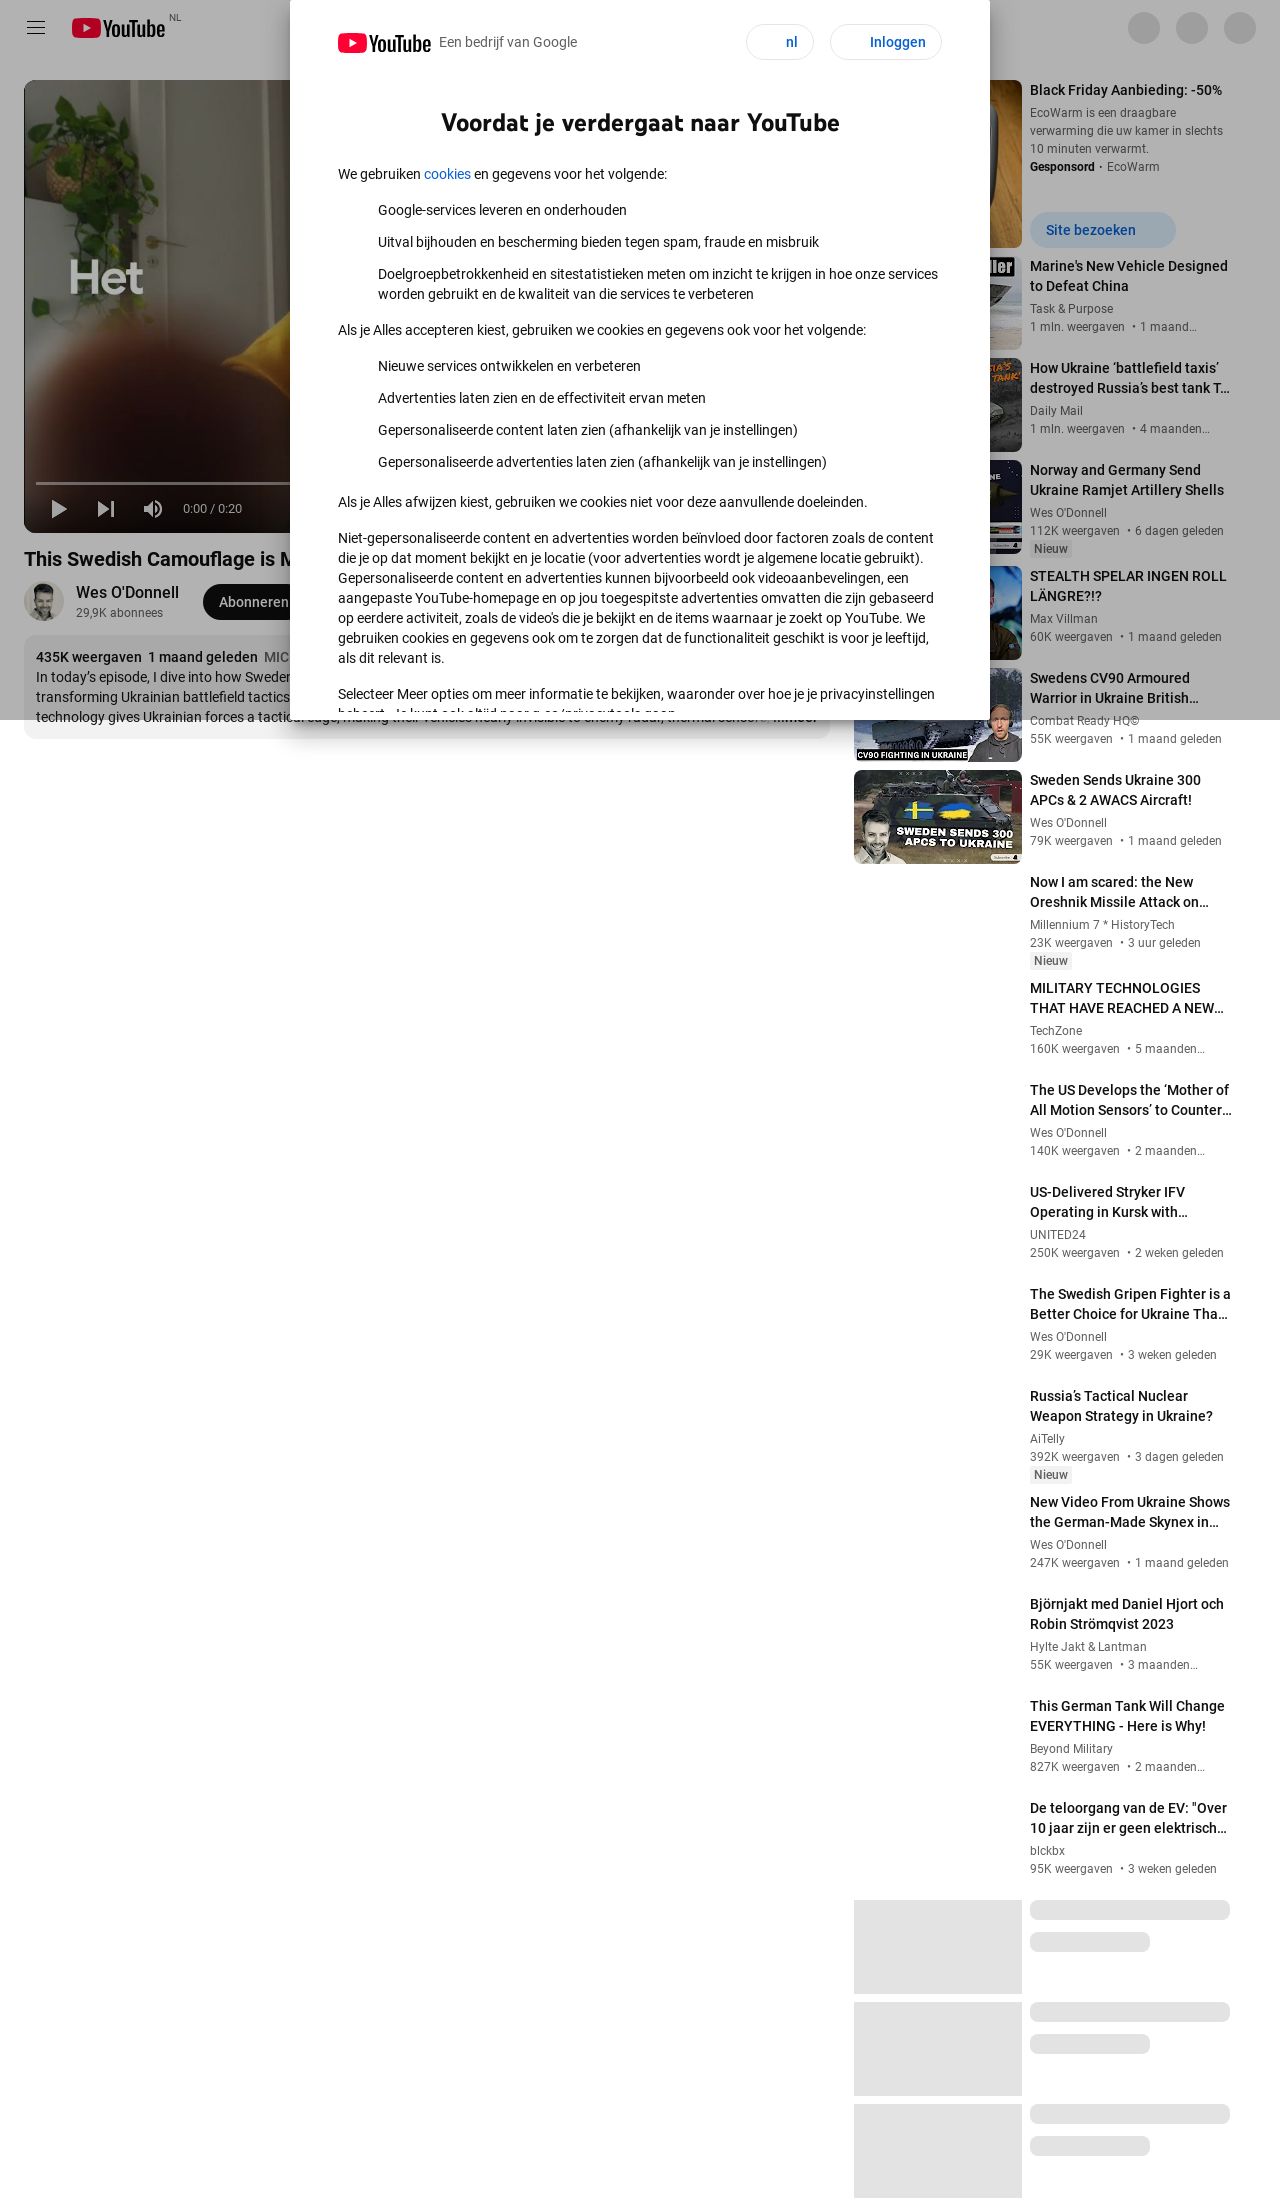 YouTube NL
YouTube Een bedrijf van Google
nl
Inloggen
Voordat je verdergaat naar YouTube
We gebruiken cookies en gegevens voor het volgende:
Google-services leveren en onderhouden
Uitval bijhouden en bescherming bieden tegen spam, fraude en misbruik
Doelgroepbetrokkenheid en sitestatistieken meten om inzicht te krijgen in hoe onze services
worden gebruikt en de kwaliteit van die services te verbeteren
Als je Alles accepteren kiest, gebruiken we cookies en gegevens ook voor het volgende:
Nieuwe services ontwikkelen en verbeteren
Advertenties laten zien en de effectiviteit ervan meten
Gepersonaliseerde content laten zien (afhankelijk van je instellingen)
Gepersonaliseerde advertenties laten zien (afhankelijk van je instellingen)
Als je Alles afwijzen kiest, gebruiken we cookies niet voor deze aanvullende doeleinden.
Niet-gepersonaliseerde content en advertenties worden beïnvloed door factoren zoals de content
die je op dat moment bekijkt en je locatie (voor advertenties wordt je algemene locatie gebruikt).
Gepersonaliseerde content en advertenties kunnen bijvoorbeeld ook videoaanbevelingen, een
aangepaste YouTube-homepage en op jou toegespitste advertenties omvatten die zijn gebaseerd
op eerdere activiteit, zoals de video's die je bekijkt en de items waarnaar je zoekt op YouTube. We
gebruiken cookies en gegevens ook om te zorgen dat de functionaliteit geschikt is voor je leeftijd,
als dit relevant is.
Selecteer Meer opties om meer informatie te bekijken, waaronder over hoe je je privacyinstellingen
Het
0:00 / 0:20
This Swedish Camouflage is
Wes O'Donnell
29,9K abonnees
Abonneren
435K weergaven 1 maand geleden
In today's episode, I dive into how
transforming Ukrainian battlefield tactics
technology gives Ukrainian forces a tactical edge, making their vehicles nearly invisible to enemy radar, thermal
Black Friday Aanbieding: -50%
EcoWarm is een draagbare
verwarming die uw kamer in slechts
10 minuten verwarmt.
Gesponsord • EcoWarm
Site bezoeken
Marine's New Vehicle Designed
to Defeat China
Task & Purpose
1 mln. weergaven • 1 maand…
How Ukraine ‘battlefield taxis’
destroyed Russia’s best tank T…
Daily Mail
1 mln. weergaven • 4 maanden…
Norway and Germany Send
Ukraine Ramjet Artillery Shells
Wes O'Donnell
112K weergaven • 6 dagen geleden
Nieuw
STEALTH SPELAR INGEN ROLL
LÄNGRE?!?
Max Villman
60K weergaven • 1 maand geleden
CV90 FIGHTING IN UKRAINE
Swedens CV90 Armoured
Warrior in Ukraine British…
Combat Ready HQ©
55K weergaven • 1 maand geleden
SWEDEN SENDS 300
APCS TO UKRAINE
Sweden Sends Ukraine 300
APCs & 2 AWACS Aircraft!
Wes O'Donnell
79K weergaven • 1 maand geleden
Now I am scared: the New
Oreshnik Missile Attack on…
Millennium 7 * HistoryTech
23K weergaven • 3 uur geleden
Nieuw
MILITARY TECHNOLOGIES
THAT HAVE REACHED A NEW…
TechZone
160K weergaven • 5 maanden…
The US Develops the ‘Mother of
All Motion Sensors’ to Counter…
Wes O'Donnell
140K weergaven • 2 maanden…
US-Delivered Stryker IFV
Operating in Kursk with…
UNITED24
250K weergaven • 2 weken geleden
The Swedish Gripen Fighter is a
Better Choice for Ukraine Tha…
Wes O'Donnell
29K weergaven • 3 weken geleden
Russia’s Tactical Nuclear
Weapon Strategy in Ukraine?
AiTelly
392K weergaven • 3 dagen geleden
Nieuw
New Video From Ukraine Shows
the German-Made Skynex in…
Wes O'Donnell
247K weergaven • 1 maand geleden
Björnjakt med Daniel Hjort och
Robin Strömqvist 2023
Hylte Jakt & Lantman
55K weergaven • 3 maanden…
This German Tank Will Change
EVERYTHING - Here is Why!
Beyond Military
827K weergaven • 2 maanden…
De teloorgang van de EV: "Over
10 jaar zijn er geen elektrisch…
blckbx
95K weergaven • 3 weken geleden